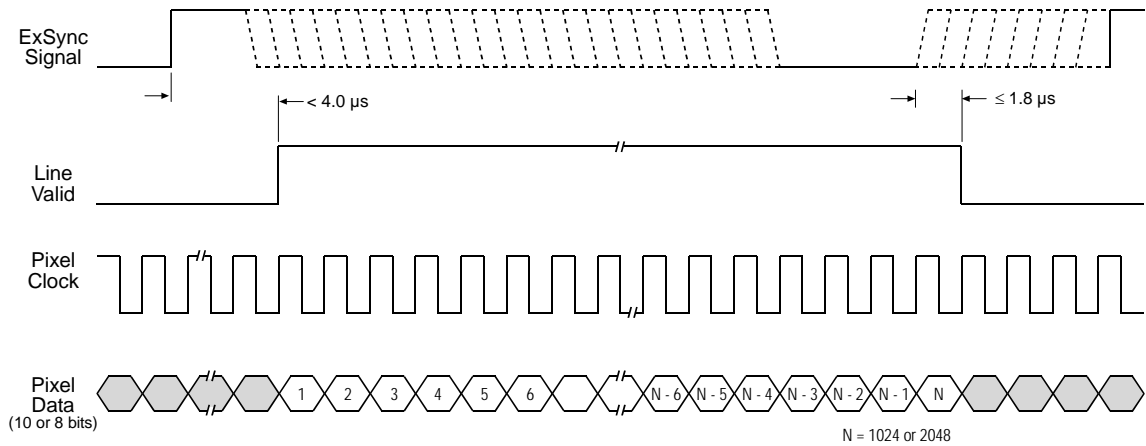 ExSync
Signal
< 4.0 µs
≤ 1.8 µs
Line
Valid
Pixel
Clock
Pixel
Data
(10 or 8 bits)
1 2 3 4 5 6 N - 6 N - 5 N - 4 N - 3 N - 2 N - 1 N
N = 1024 or 2048